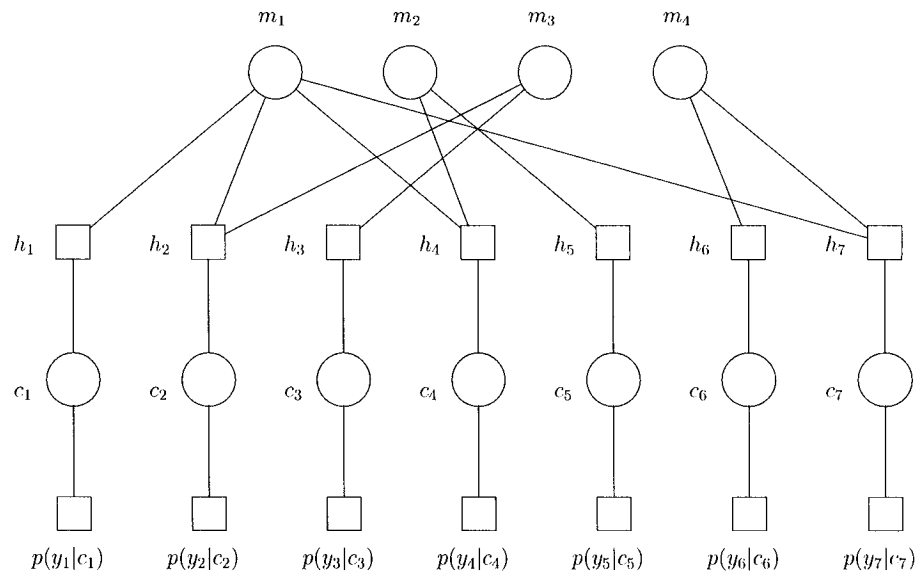 m₁ m₂ m₃ m₄
h₁ h₂ h₃ h₄ h₅ h₆ h₇
c₁ c₂ c₃ c₄ c₅ c₆ c₇
p(y₁|c₁) p(y₂|c₂) p(y₃|c₃) p(y₄|c₄) p(y₅|c₅) p(y₆|c₆) p(y₇|c₇)